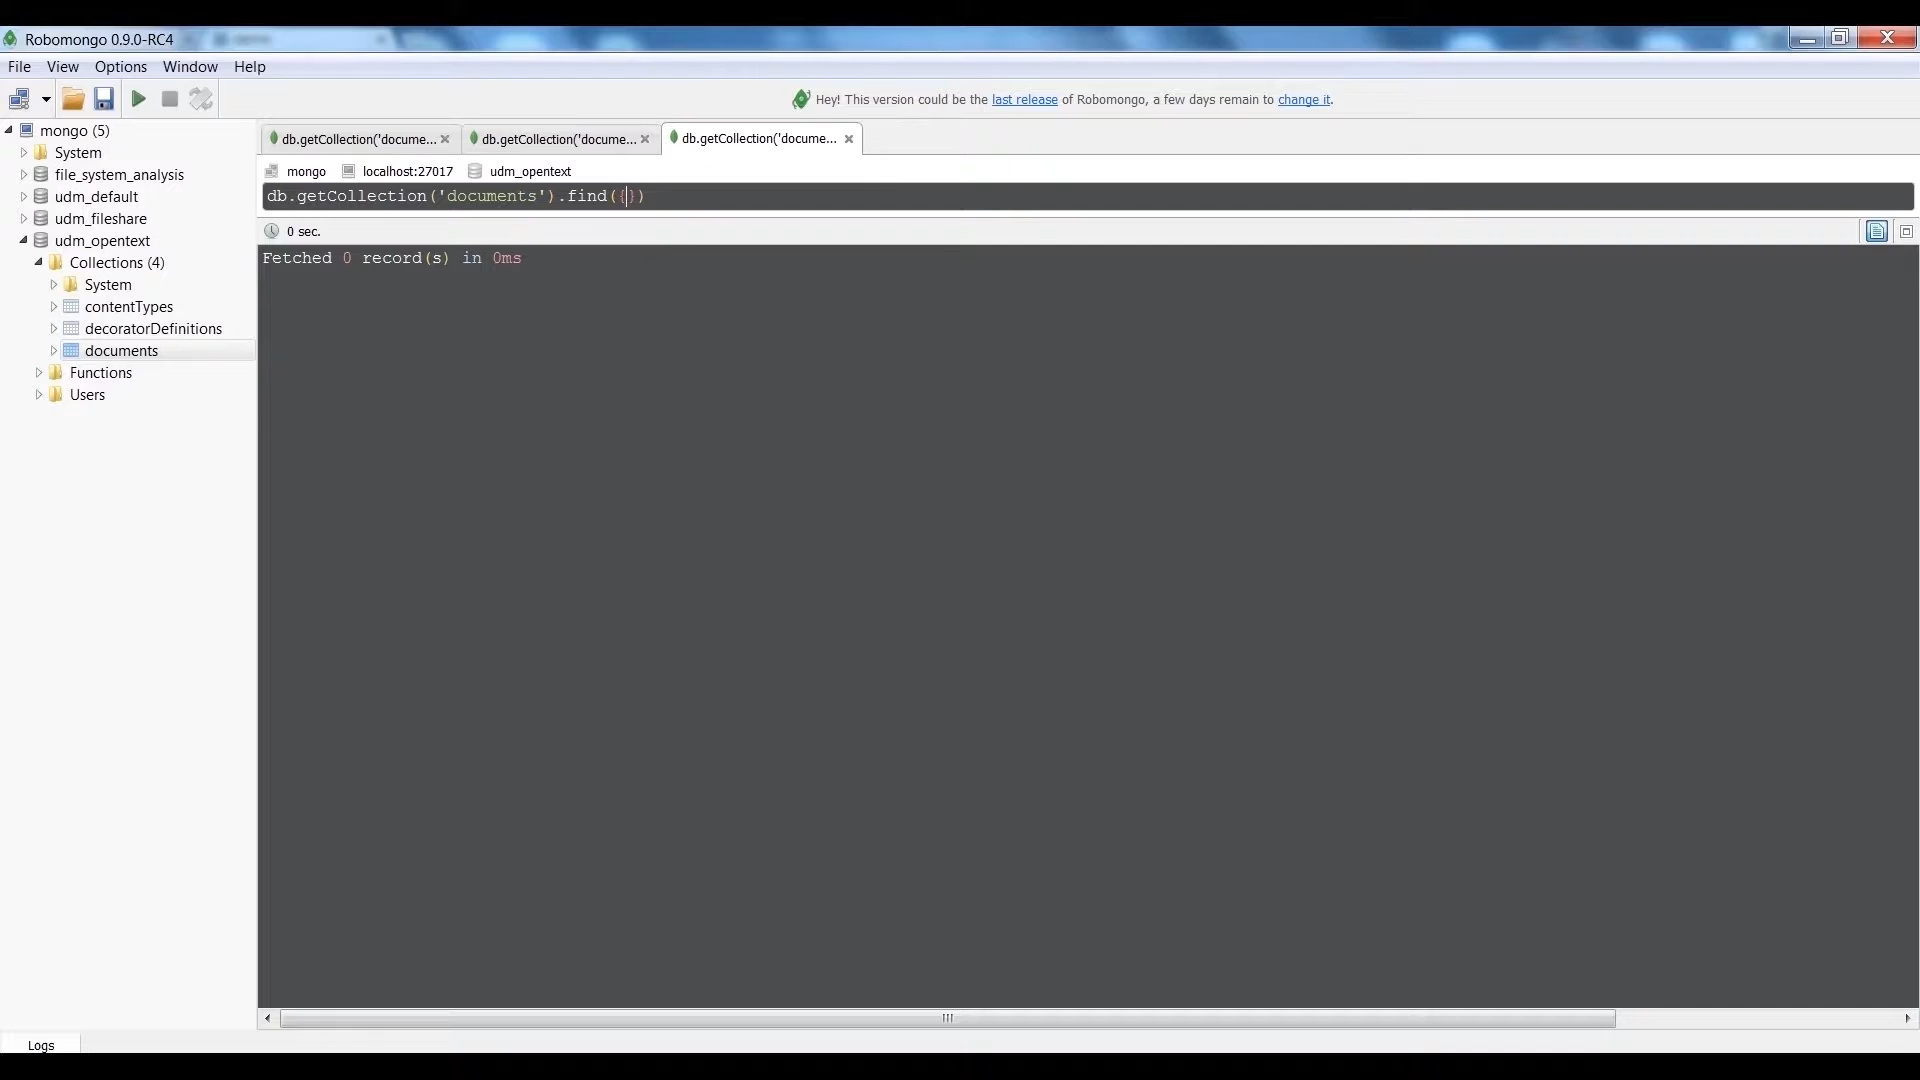 Robomongo 0.9.0-RC4
File View Options Window Help
Hey! This version could be the last release of Robomongo, a few days remain to change it.
mongo (5)
System
file_system_analysis
udm_default
udm_fileshare
udm_opentext
Collections (4)
System
contentTypes
decoratorDefinitions
documents
Functions
Users
db.getCollection('docume... db.getCollection('docume... db.getCollection('docume...
mongo localhost:27017 udm_opentext
db.getCollection('documents').find({})
0 sec.
Fetched 0 record(s) in 0ms
Logs